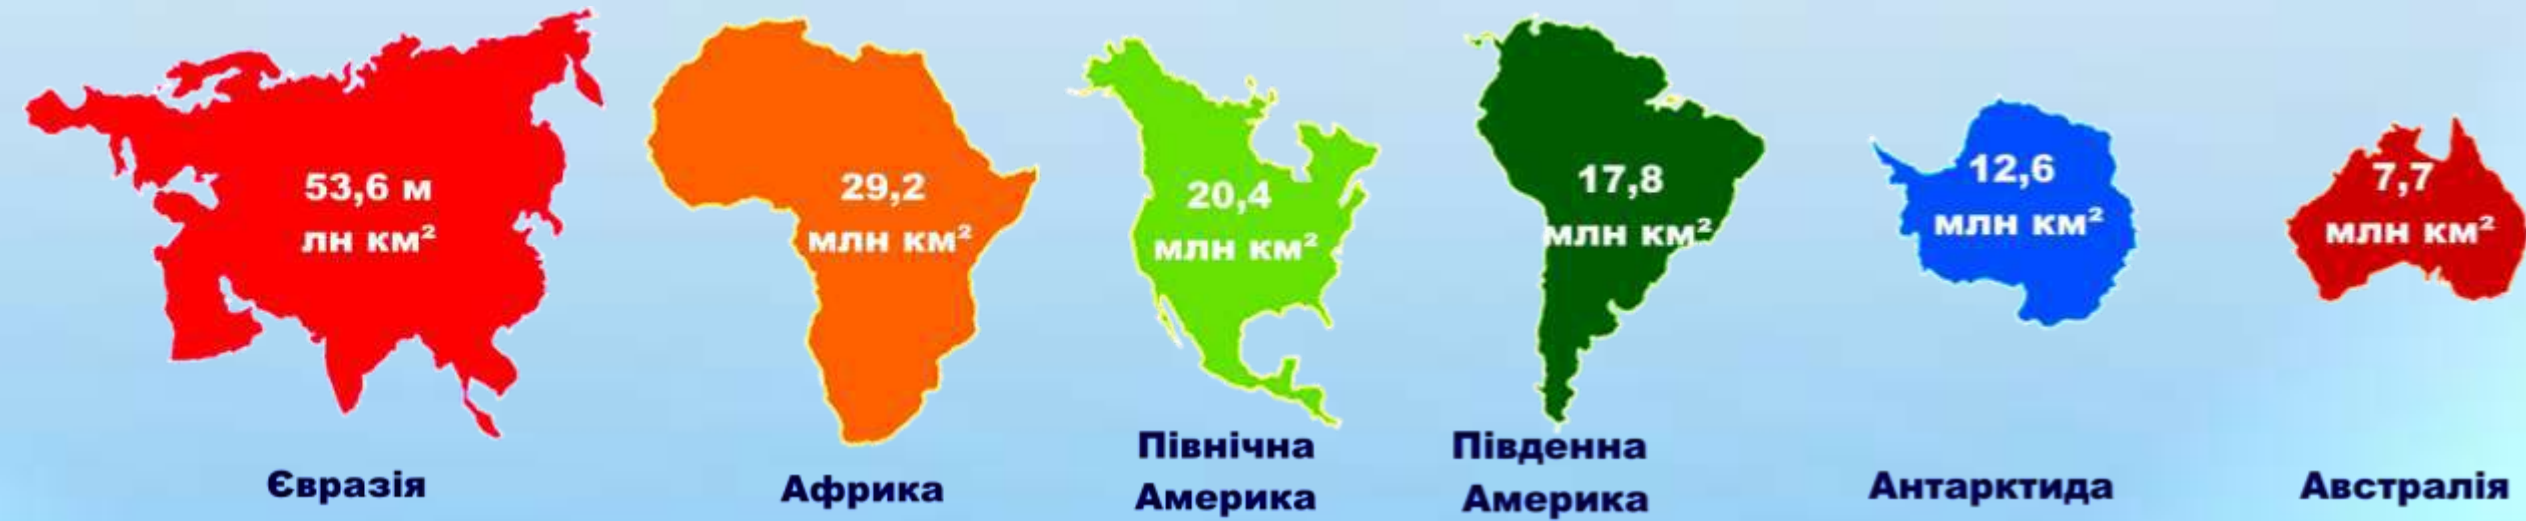 53,6 м
лн км²
Євразія
29,2
млн км²
Африка
20,4
млн км²
Північна
Америка
17,8
млн км²
Південна
Америка
12,6
млн км²
Антарктида
7,7
млн км²
Австралія